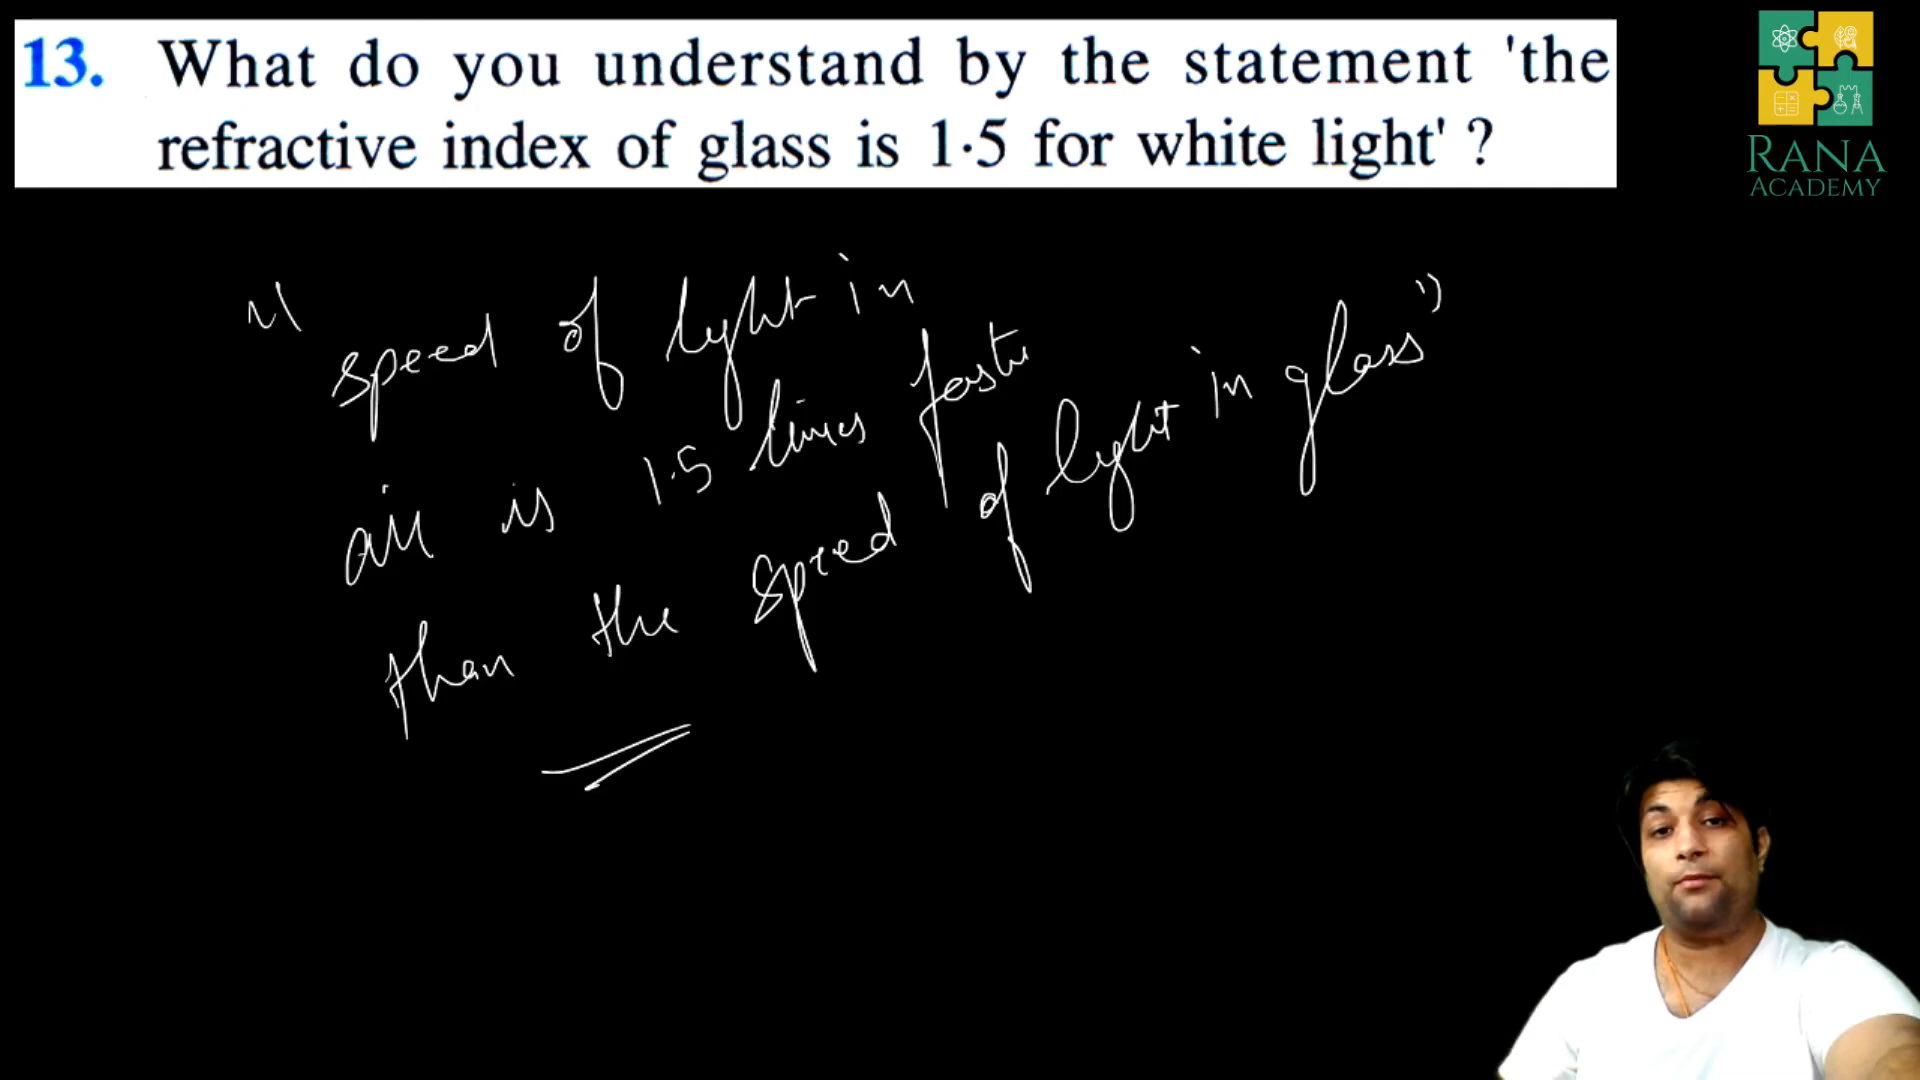 13. What do you understand by the statement 'the
refractive index of glass is 1·5 for white light' ?
RANA
ACADEMY
" speed of light in
air is 1.5 times faster
than the speed of light in glass"